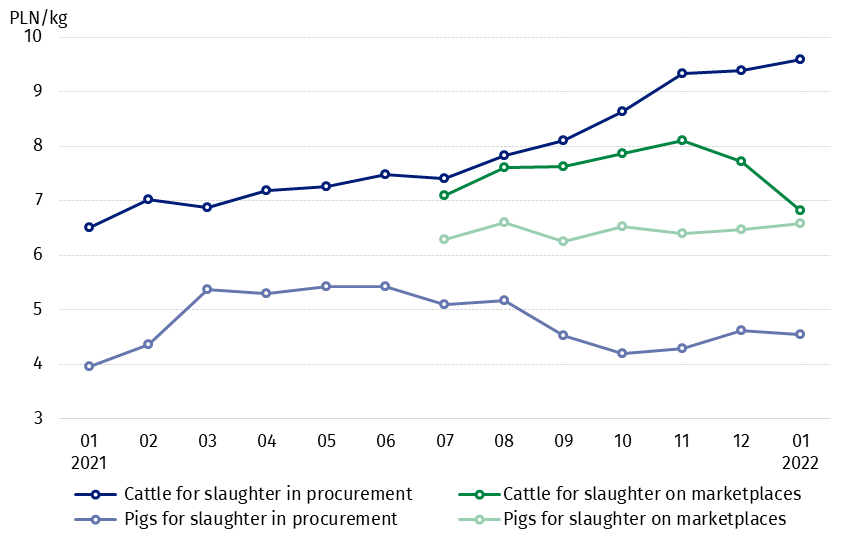 PLN/kg
10
9
8
7
6
5
4
3
01 02 03 04 05 06 07 08 09 10 11 12 01
2021 2022
Cattle for slaughter in procurement Cattle for slaughter on marketplaces
Pigs for slaughter in procurement Pigs for slaughter on marketplaces